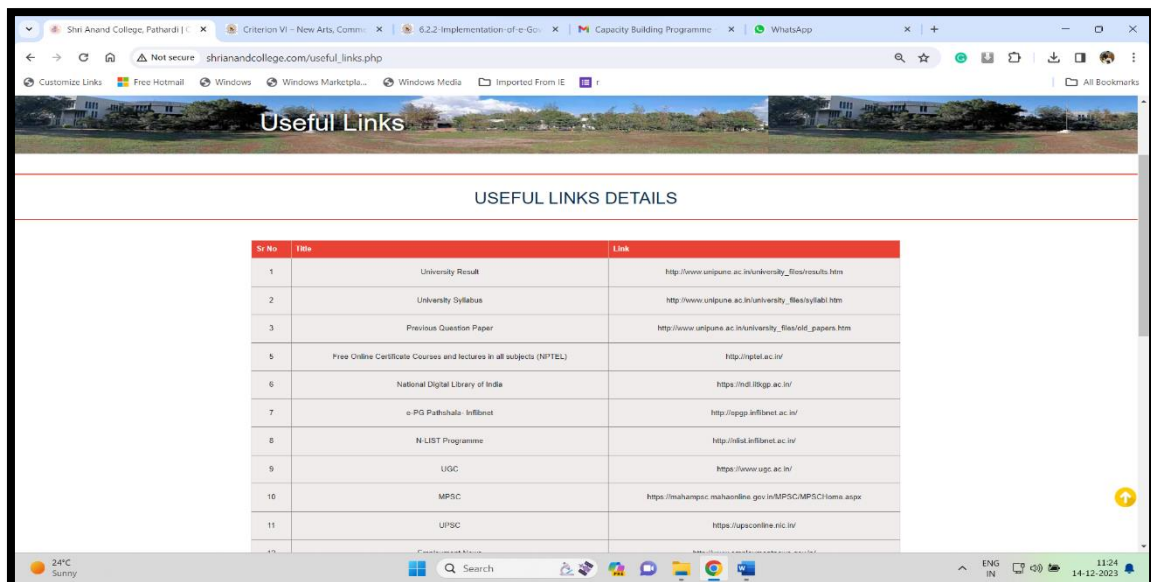 Shri Anand College, Pathardi | C
Criterion VI – New Arts, Comme
6.2.2-Implementation-of-e-Gov
Capacity Building Programme -
WhatsApp
Not secure shrianandcollege.com/useful_links.php
Customize Links Free Hotmail Windows Windows Marketpla... Windows Media Imported From IE r All Bookmarks
Useful Links
USEFUL LINKS DETAILS
Sr No Title Link
1 University Result http://www.unipune.ac.in/university_files/results.htm
2 University Syllabus http://www.unipune.ac.in/university_files/syllabi.htm
3 Previous Question Paper http://www.unipune.ac.in/university_files/old_papers.htm
5 Free Online Certificate Courses and lectures in all subjects (NPTEL) http://nptel.ac.in/
6 National Digital Library of India https://ndl.iitkgp.ac.in/
7 e-PG Pathshala- Inflibnet http://epgp.inflibnet.ac.in/
8 N-LIST Programme http://nlist.inflibnet.ac.in/
9 UGC https://www.ugc.ac.in/
10 MPSC https://mahampsc.mahaonline.gov.in/MPSC/MPSCHome.aspx
11 UPSC https://upsconline.nic.in/
24°C
Sunny
Search
ENG
IN
11:24
14-12-2023